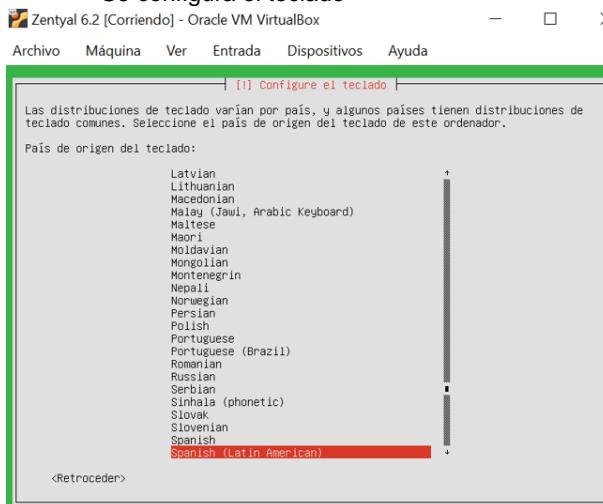 Se configura el teclado
Zentyal 6.2 [Corriendo] - Oracle VM VirtualBox
Archivo Máquina Ver Entrada Dispositivos Ayuda
[!] Configure el teclado
Las distribuciones de teclado varían por país, y algunos países tienen distribuciones de
teclado comunes. Seleccione el país de origen del teclado de este ordenador.
País de origen del teclado:
Latvian
Lithuanian
Macedonian
Malay (Jawi, Arabic Keyboard)
Maltese
Maori
Moldavian
Mongolian
Montenegrin
Nepali
Norwegian
Persian
Polish
Portuguese
Portuguese (Brazil)
Romanian
Russian
Serbian
Sinhala (phonetic)
Slovak
Slovenian
Spanish
Spanish (Latin American)
<Retroceder>